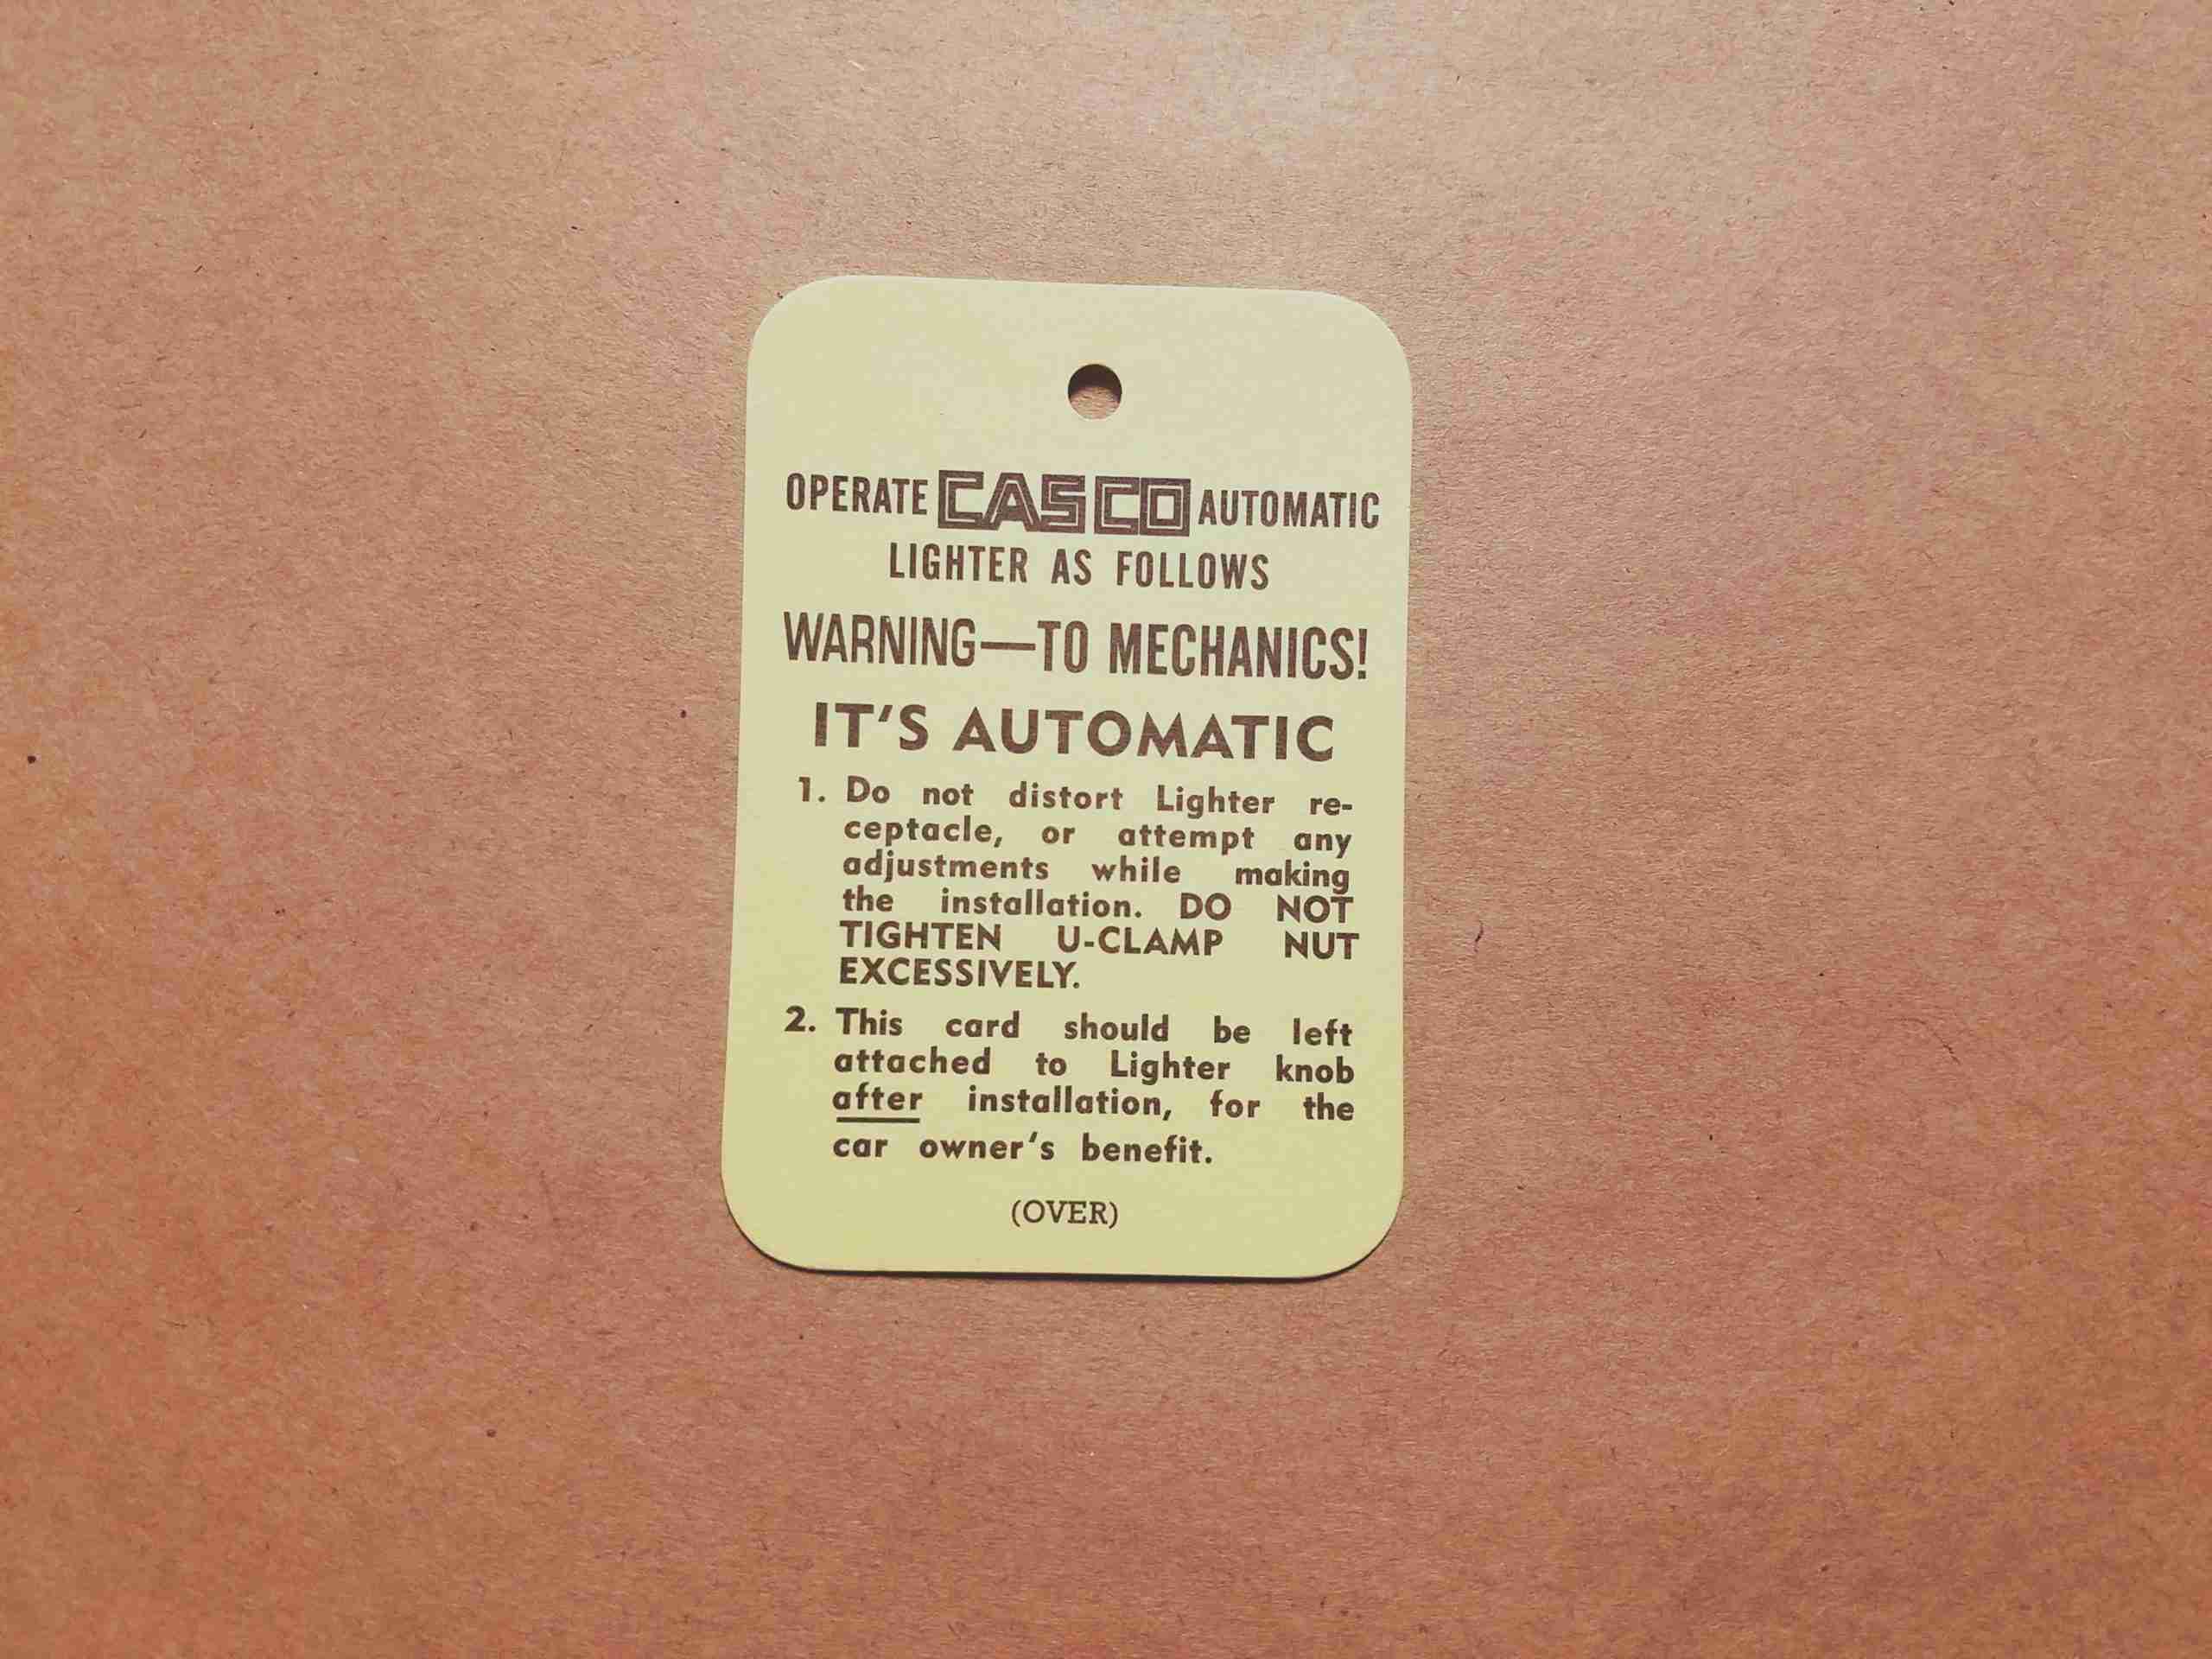 OPERATE CASCO AUTOMATIC
LIGHTER AS FOLLOWS
WARNING—TO MECHANICS!
IT'S AUTOMATIC
1. Do not distort Lighter re-
ceptacle, or attempt any
adjustments while making
the installation. DO NOT
TIGHTEN U-CLAMP NUT
EXCESSIVELY.
2. This card should be left
attached to Lighter knob
after installation, for the
car owner's benefit.
(OVER)